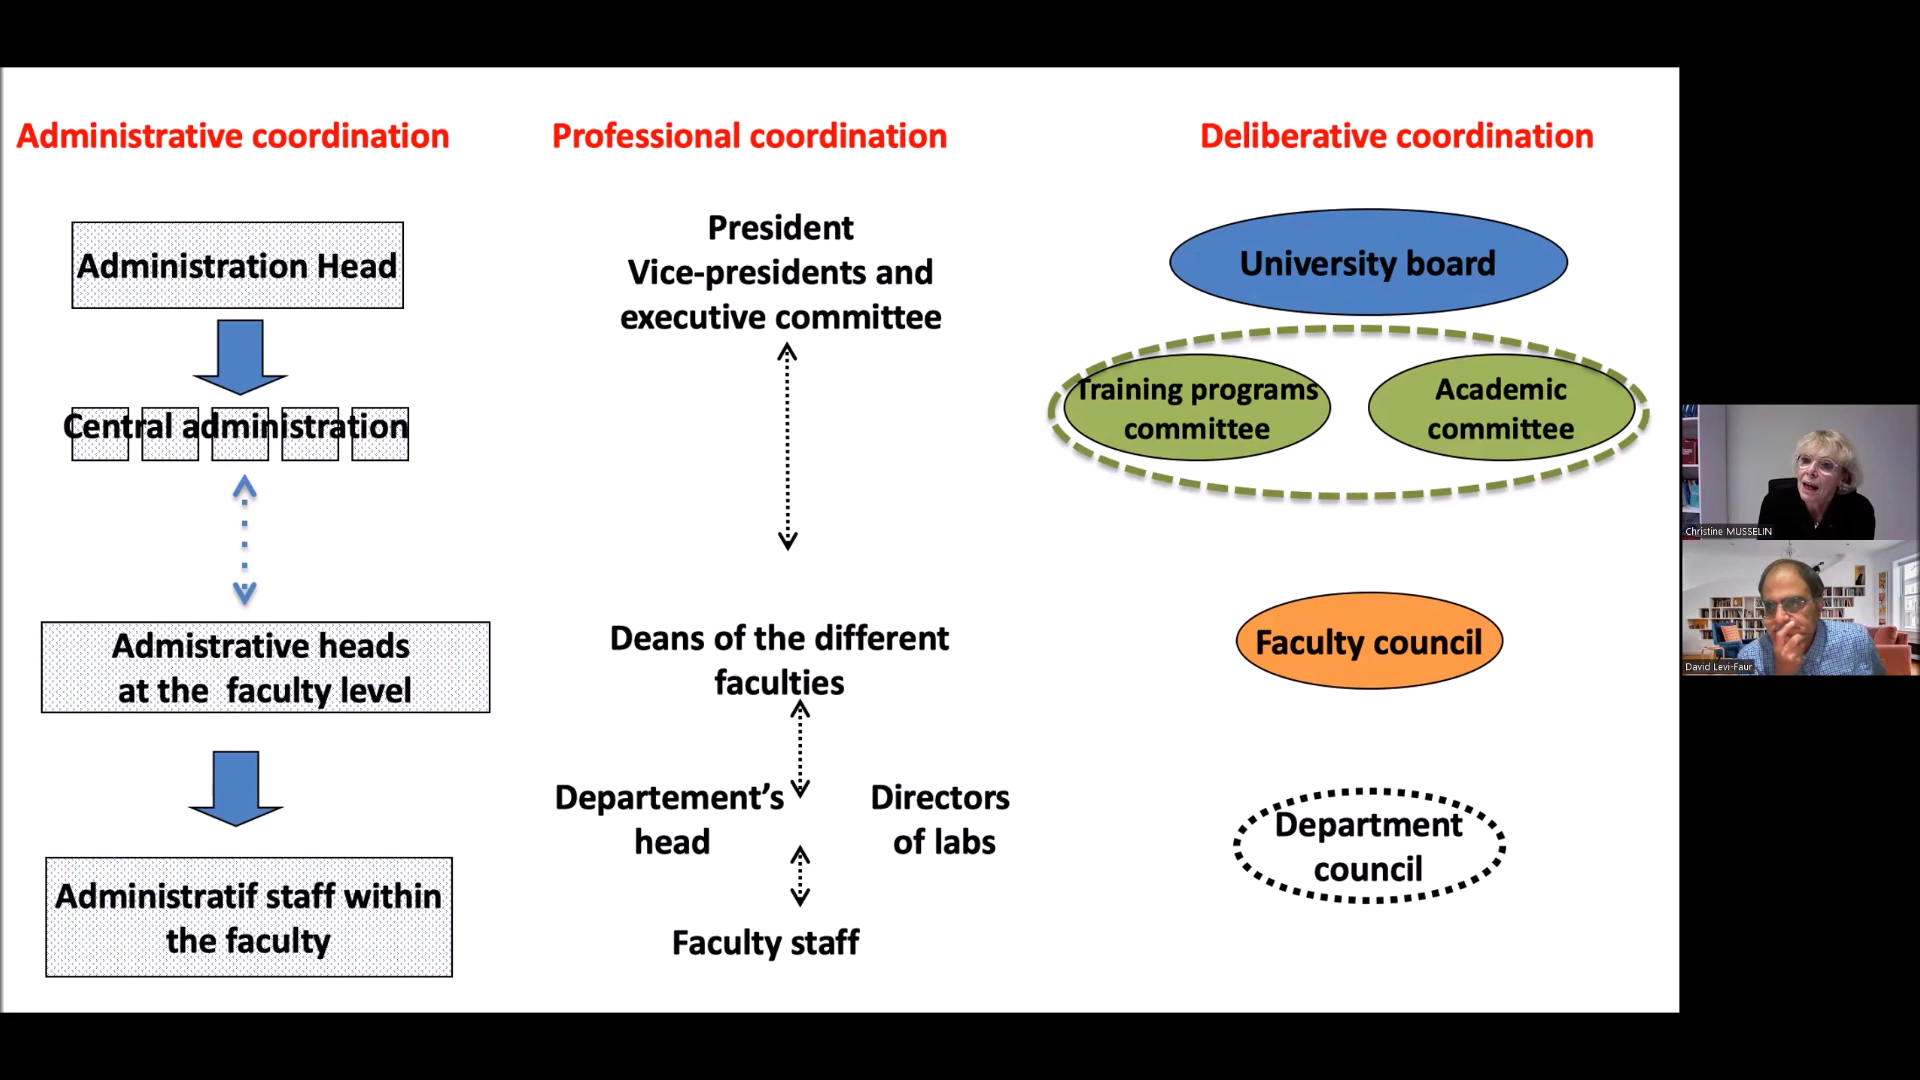 Administrative coordination
Professional coordination
Deliberative coordination
Administration Head
Central administration
Admistrative heads
at the faculty level
Administratif staff within
the faculty
President
Vice-presidents and
executive committee
Deans of the different
faculties
Departement’s
head
Directors
of labs
Faculty staff
University board
Training programs
committee
Academic
committee
Faculty council
Department
council
Christine MUSSELIN
David Levi-Faur